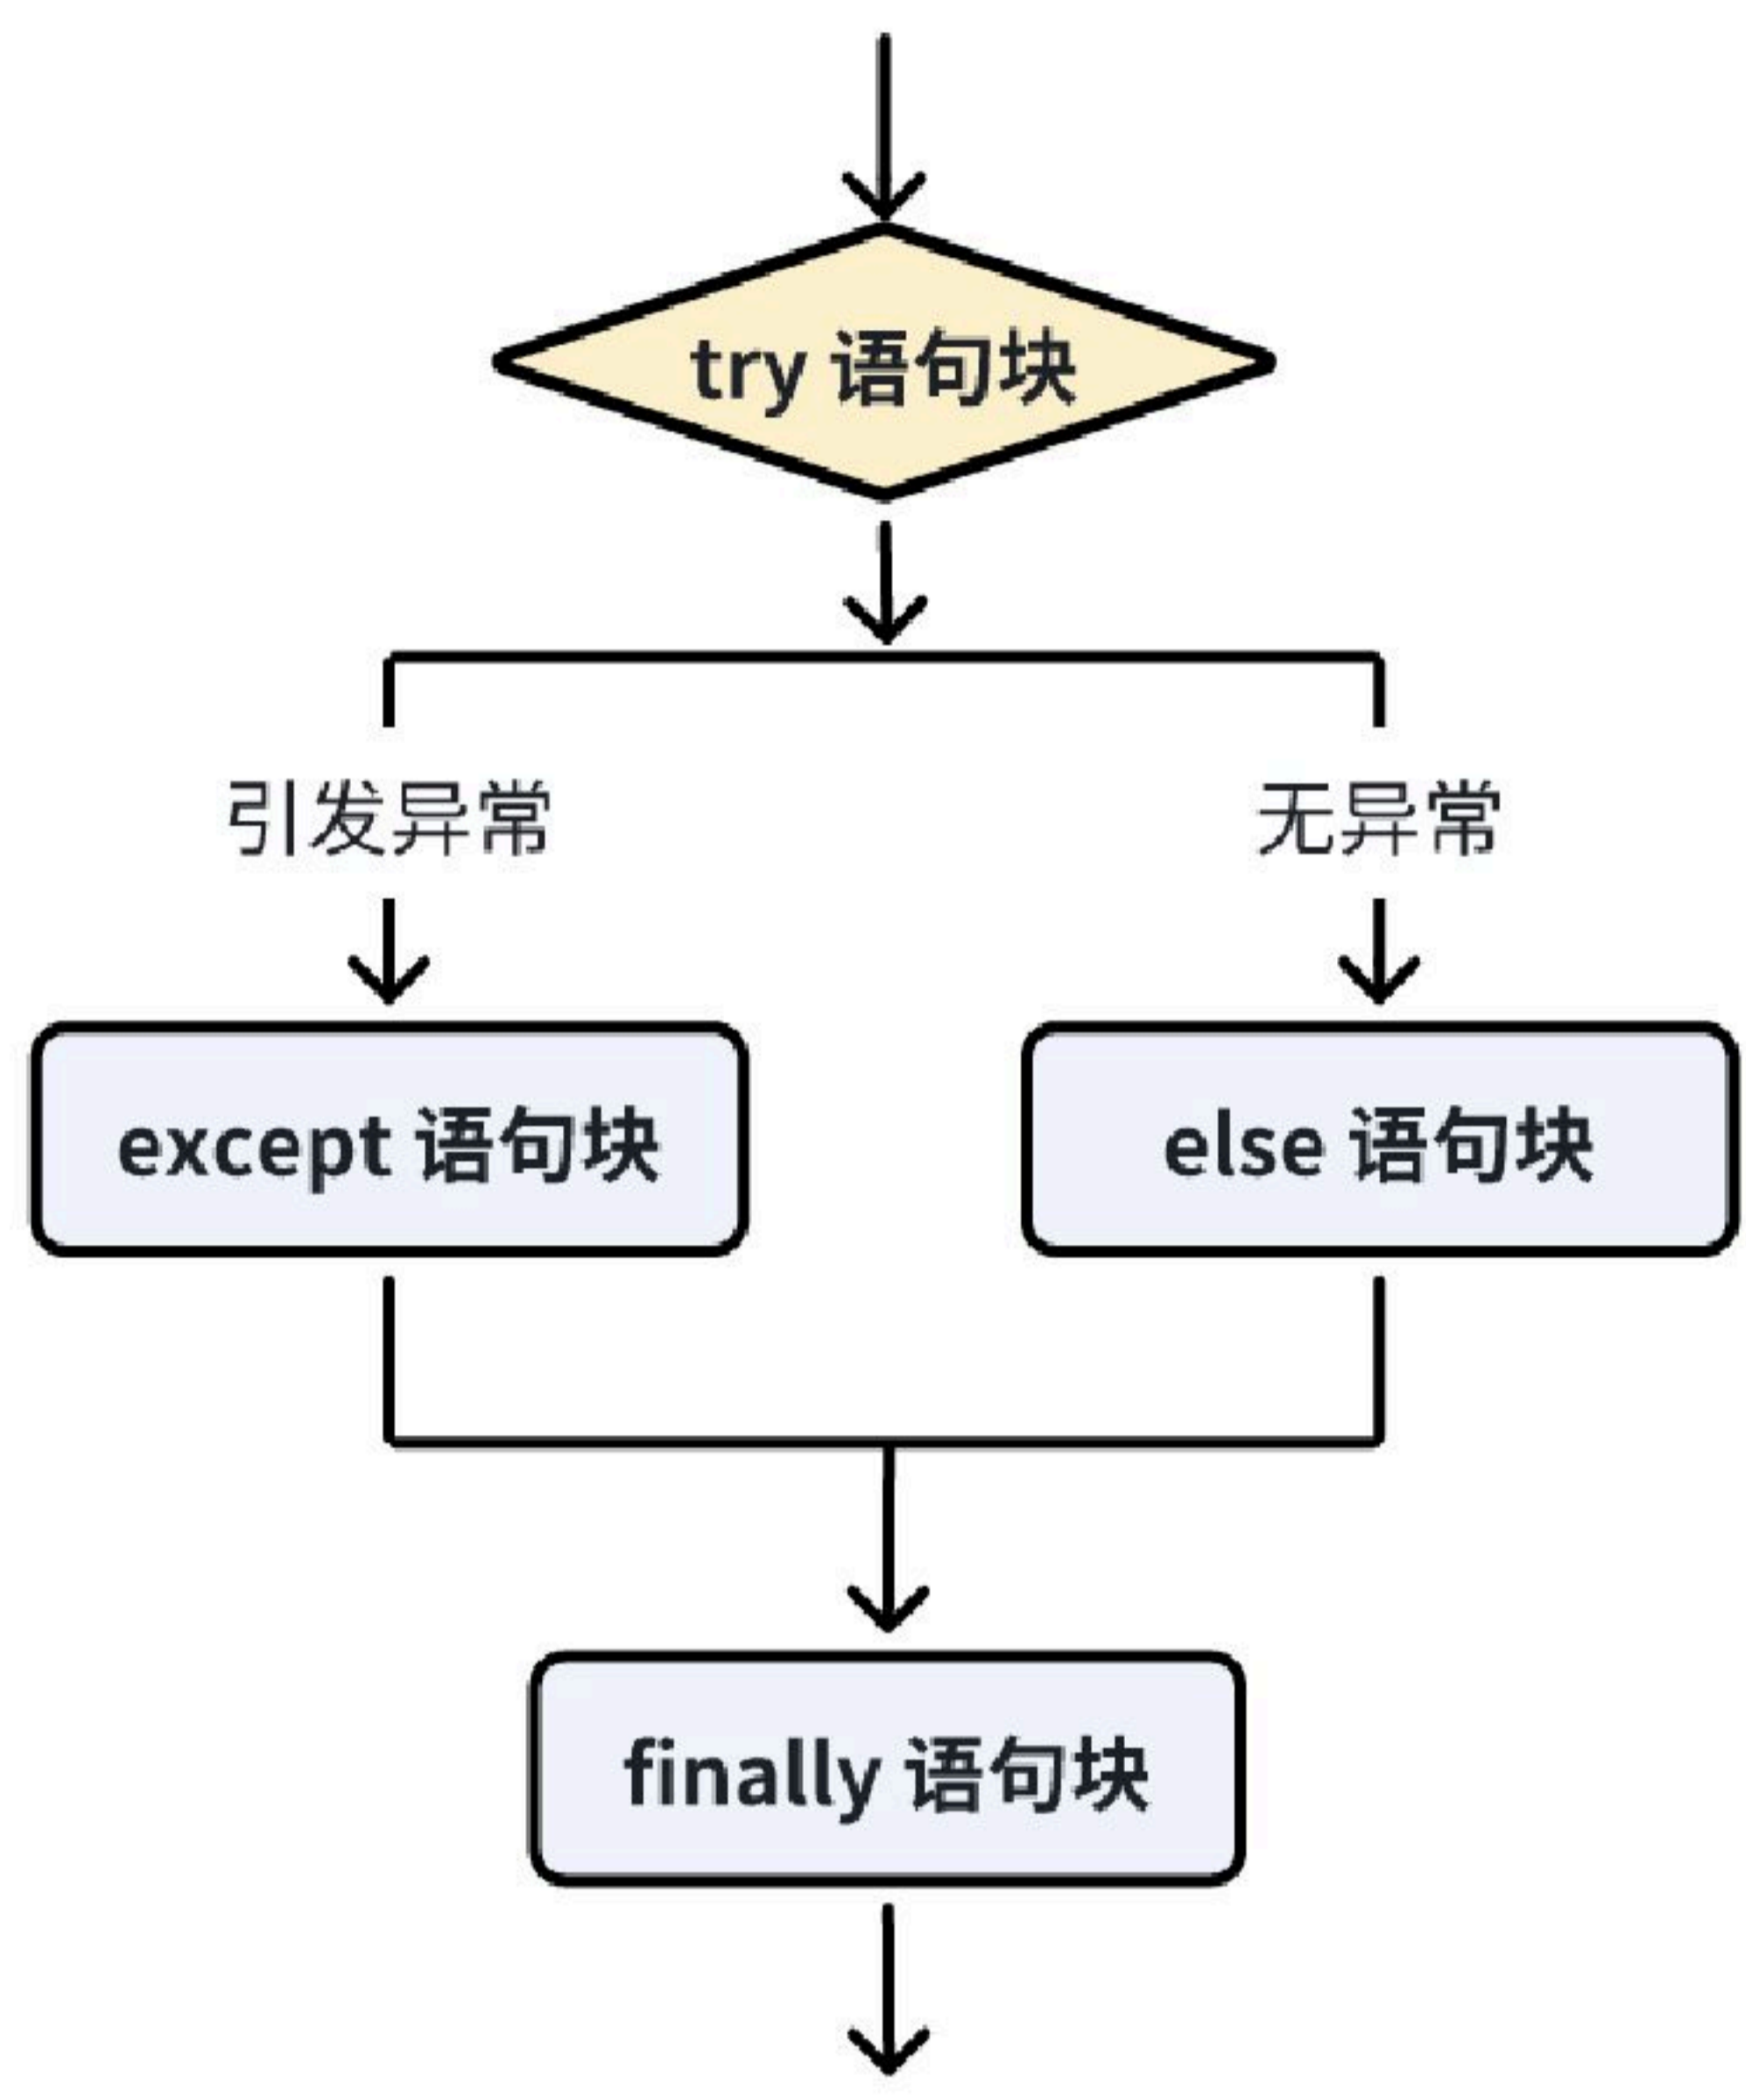 try 语句块
引发异常
无异常
except 语句块
else 语句块
finally 语句块